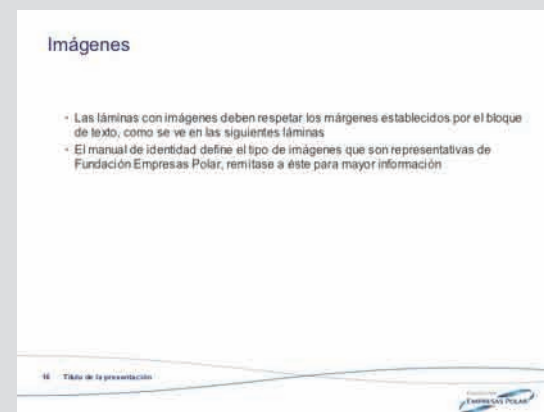 Imágenes
· Las láminas con imágenes deben respetar los márgenes establecidos por el bloque
de texto, como se ve en las siguientes láminas
· El manual de identidad define el tipo de imágenes que son representativas de
Fundación Empresas Polar, remítase a éste para mayor información
16 Título de la presentación
EMPRESAS POLAR